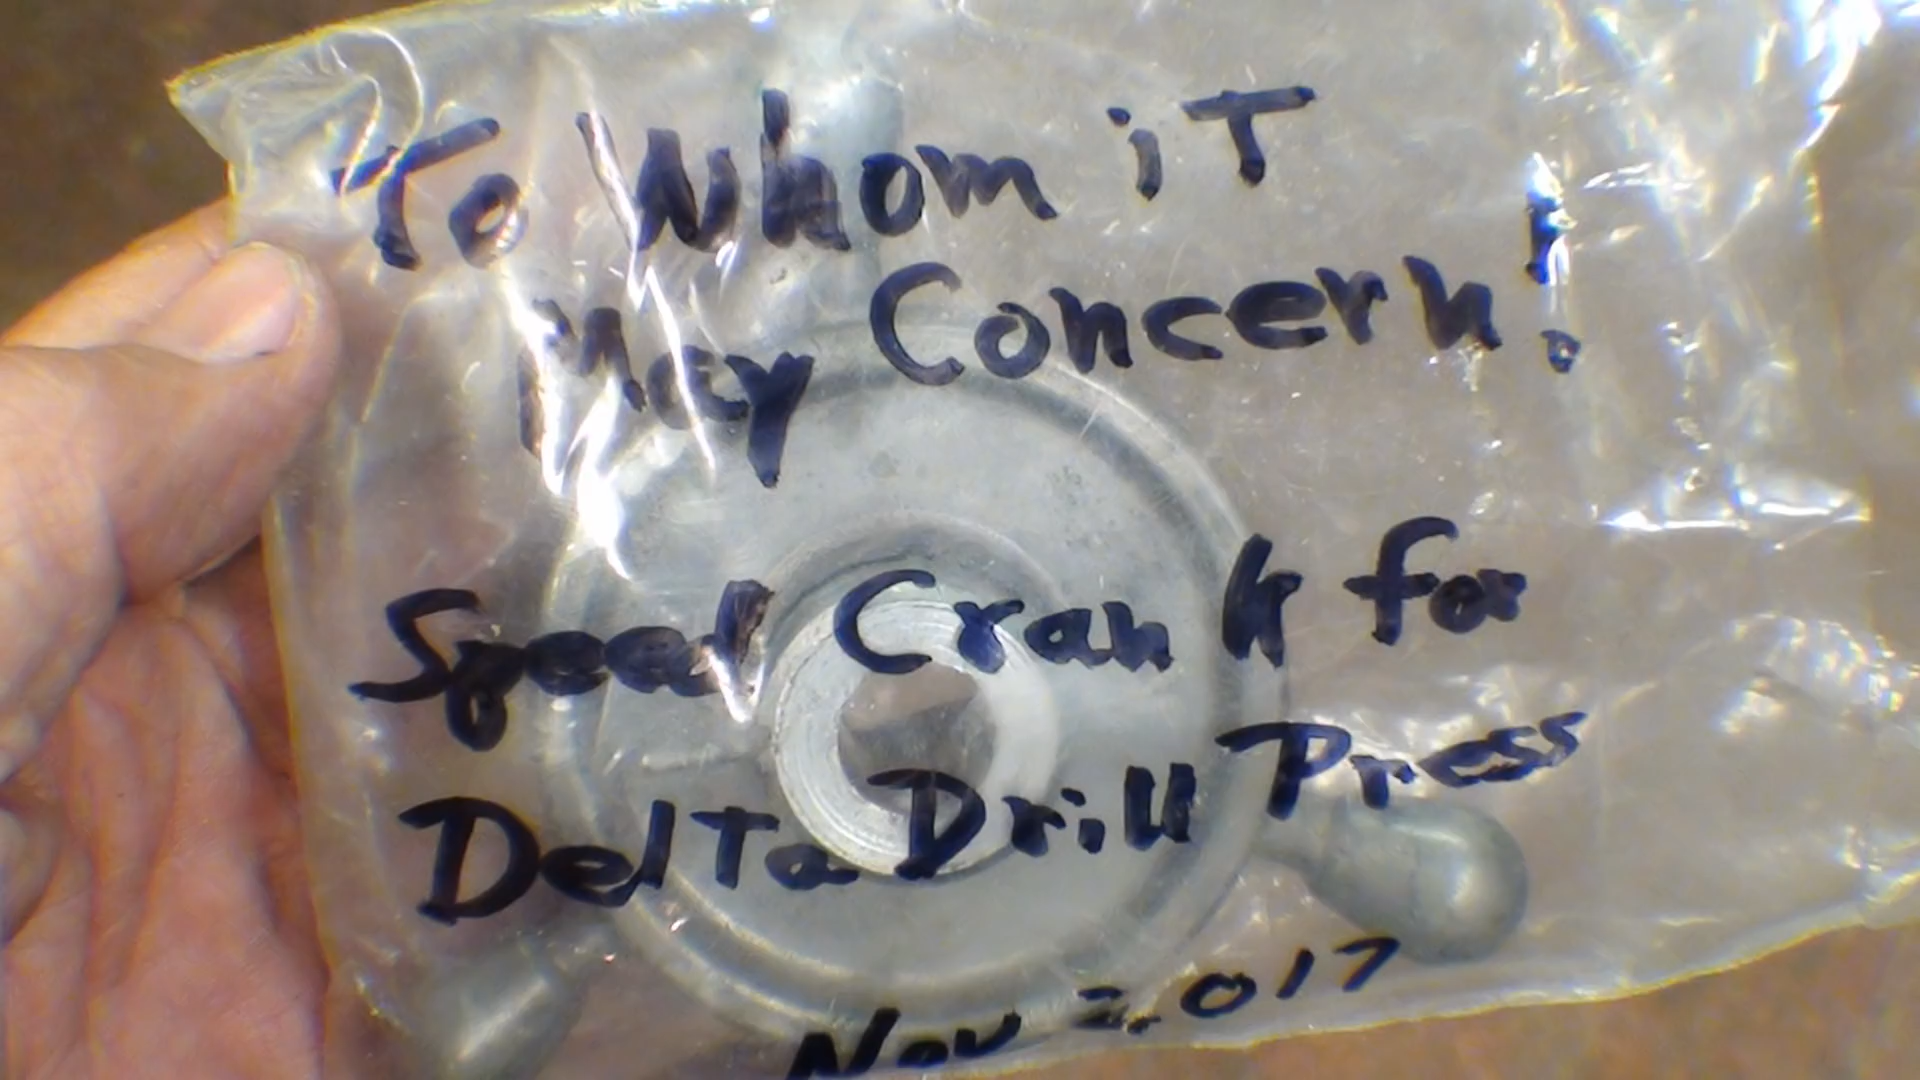 To Whom iT
May Concern!
Speed Crank for
Delta Drill Press
Nov 2017